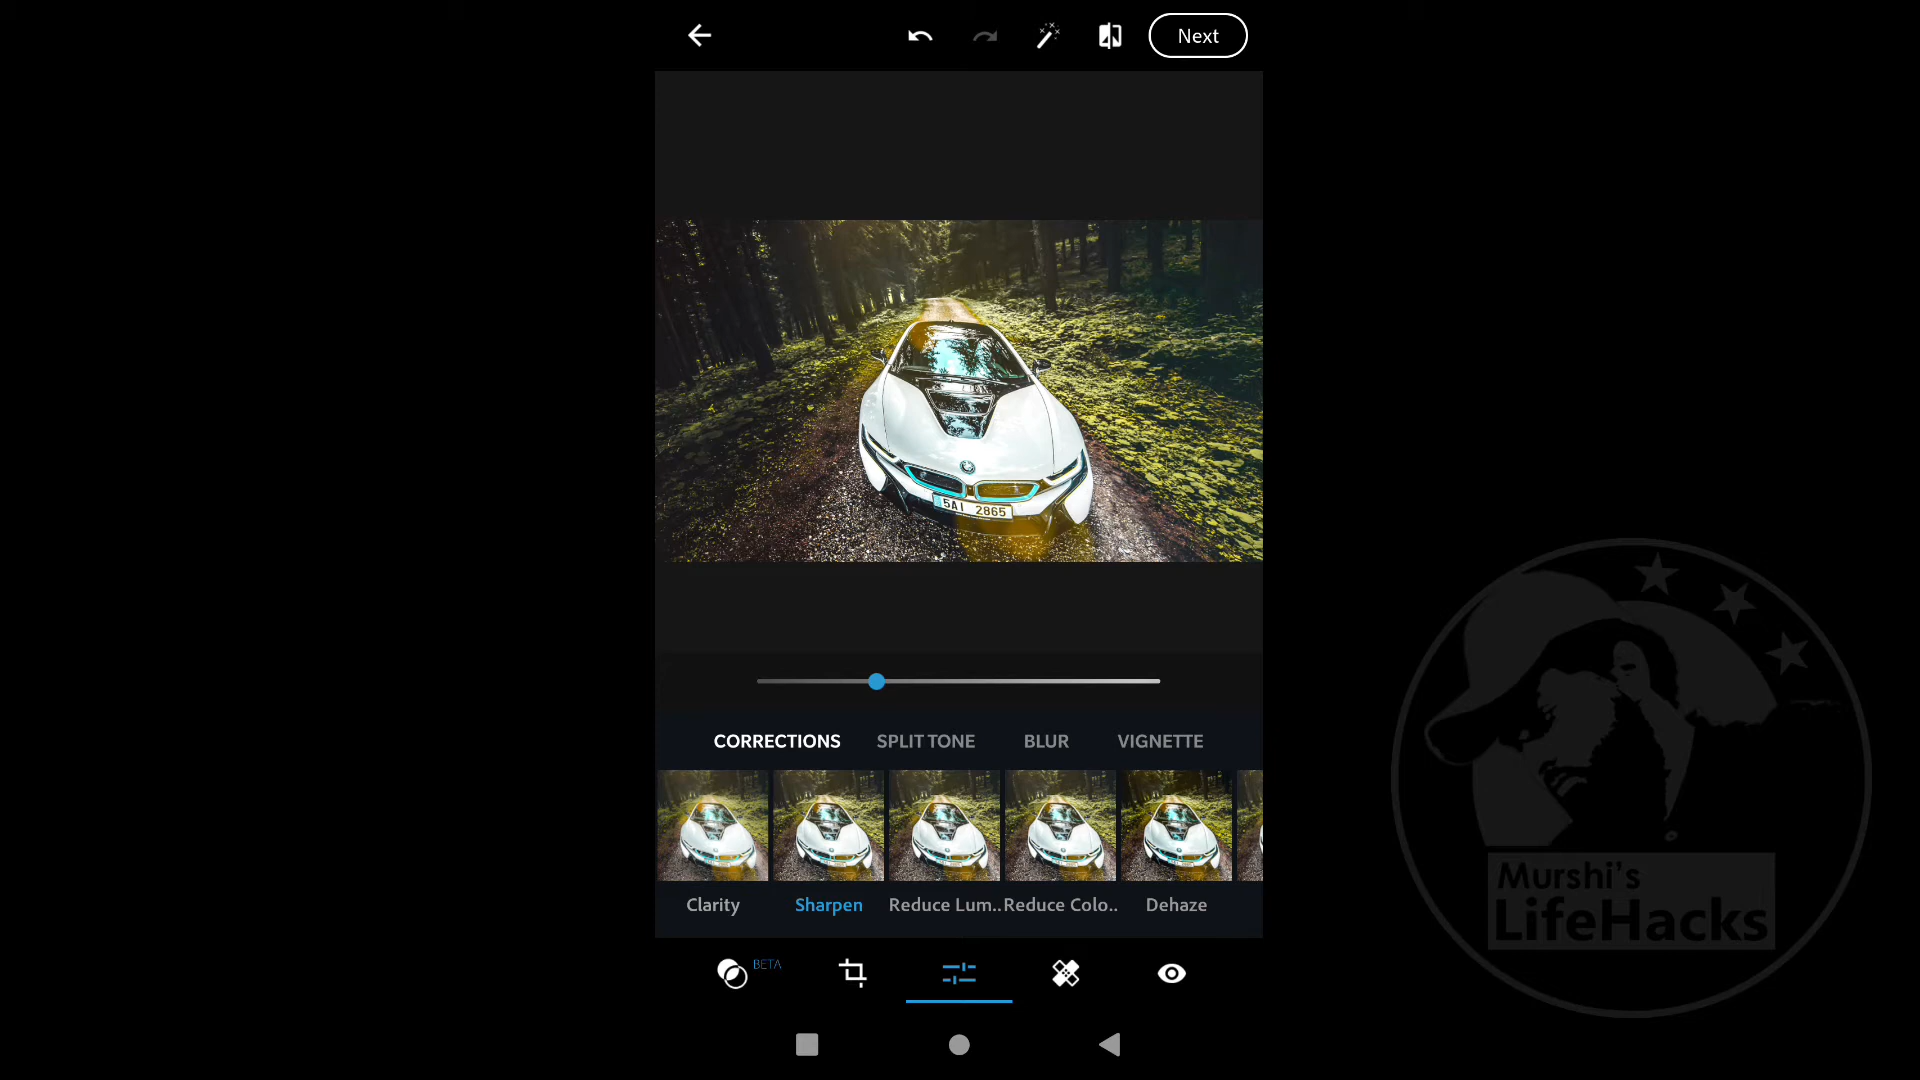 Next
5AI 2865
CORRECTIONS SPLIT TONE BLUR VIGNETTE
Clarity Sharpen Reduce Lum.. Reduce Colo.. Dehaze
BETA
Murshi's
LifeHacks